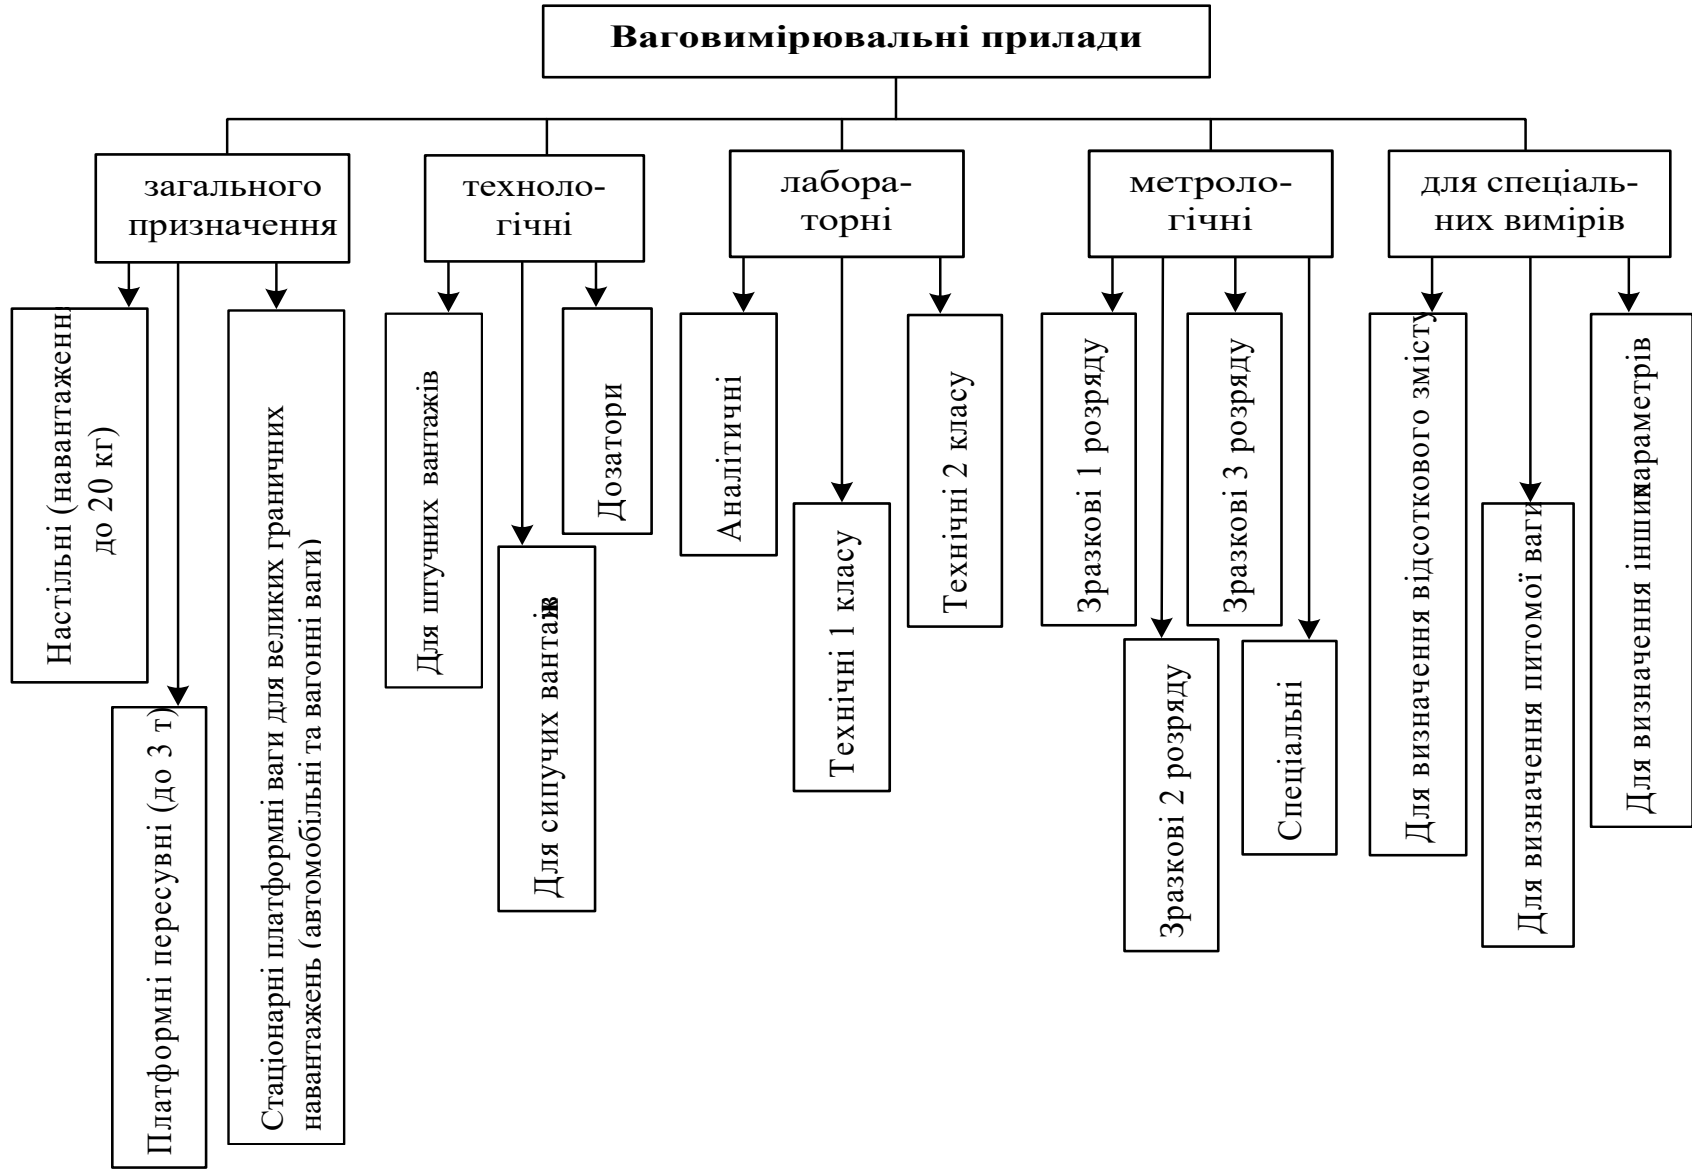 Ваговимірювальні прилади
загального
призначення
техноло-
гічні
лабора-
торні
метроло-
гічні
для спеціаль-
них вимірів
Настільні (навантаженн
до 20 кг)
Платформні пересувні (до 3 т)
Стаціонарні платформні ваги для великих граничних
навантажень (автомобільні та вагонні ваги)
Для штучних вантажів
Для сипучих вантажів
Дозатори
Аналітичні
Технічні 1 класу
Технічні 2 класу
Зразкові 1 розряду
Зразкові 2 розряду
Зразкові 3 розряду
Спеціальні
Для визначення відсоткового змісту
Для визначення питомої ваги
Для визначення інших параметрів